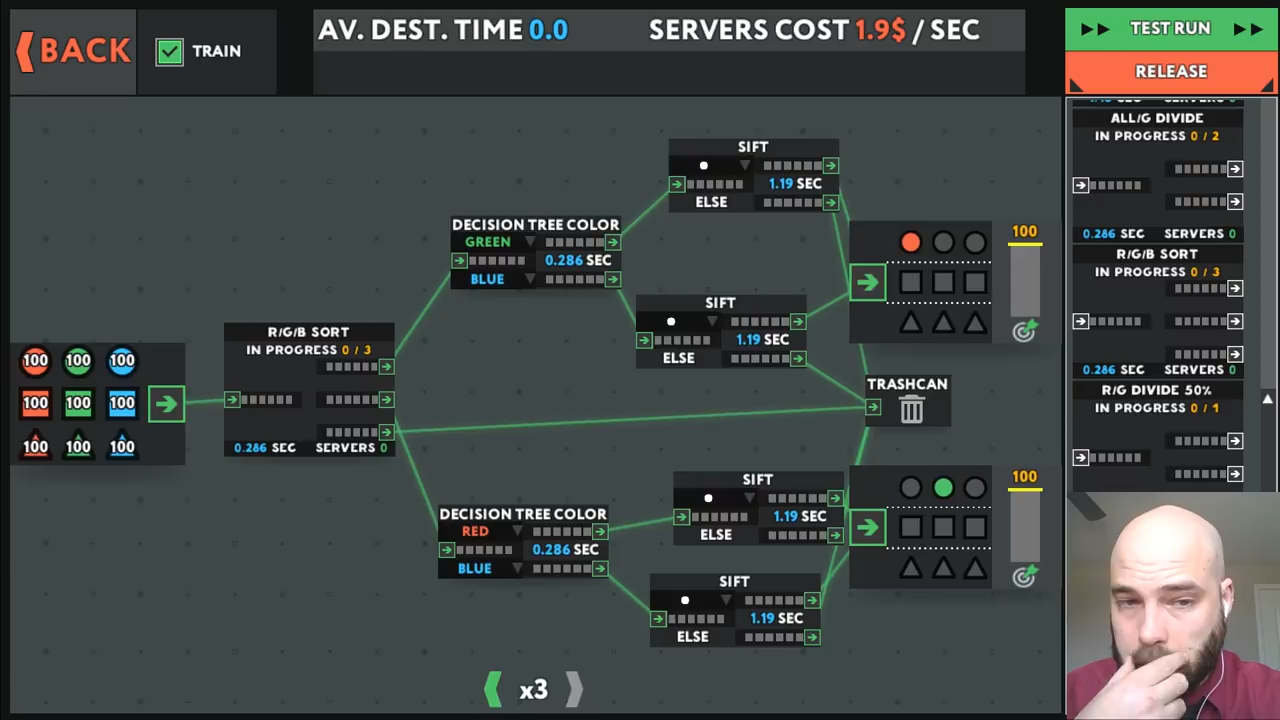 BACK
TRAIN
AV. DEST. TIME 0.0
SERVERS COST 1.9$ / SEC
TEST RUN
RELEASE
SERVERS 0
ALL/G DIVIDE
IN PROGRESS 0 / 2
0.286 SEC SERVERS 0
R/G/B SORT
IN PROGRESS 0 / 3
0.286 SEC SERVERS 0
R/G DIVIDE 50%
IN PROGRESS 0 / 1
SIFT
1.19 SEC
ELSE
DECISION TREE COLOR
GREEN
0.286 SEC
BLUE
SIFT
1.19 SEC
ELSE
100
R/G/B SORT
IN PROGRESS 0 / 3
0.286 SEC SERVERS 0
100 100 100
100 100 100
100 100 100
TRASHCAN
DECISION TREE COLOR
RED
0.286 SEC
BLUE
SIFT
1.19 SEC
ELSE
100
SIFT
1.19 SEC
ELSE
x3